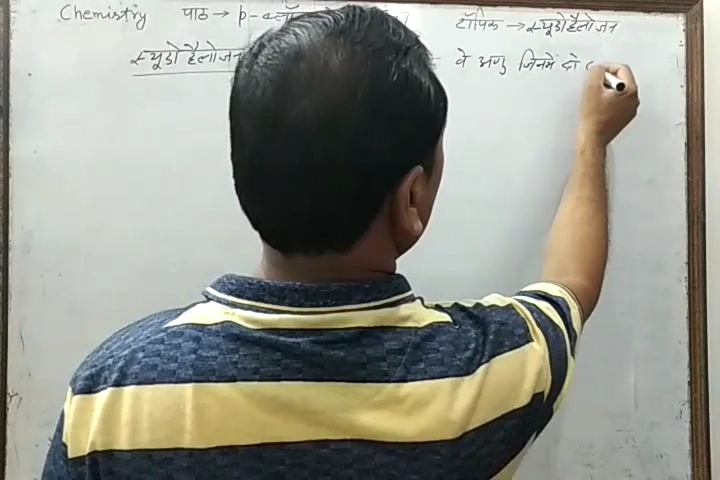 Chemistry पाठ → p- टॉपिक → स्यूडोहैलोजन
स्यूडोहैलोजन वे अणु जिनमें दो